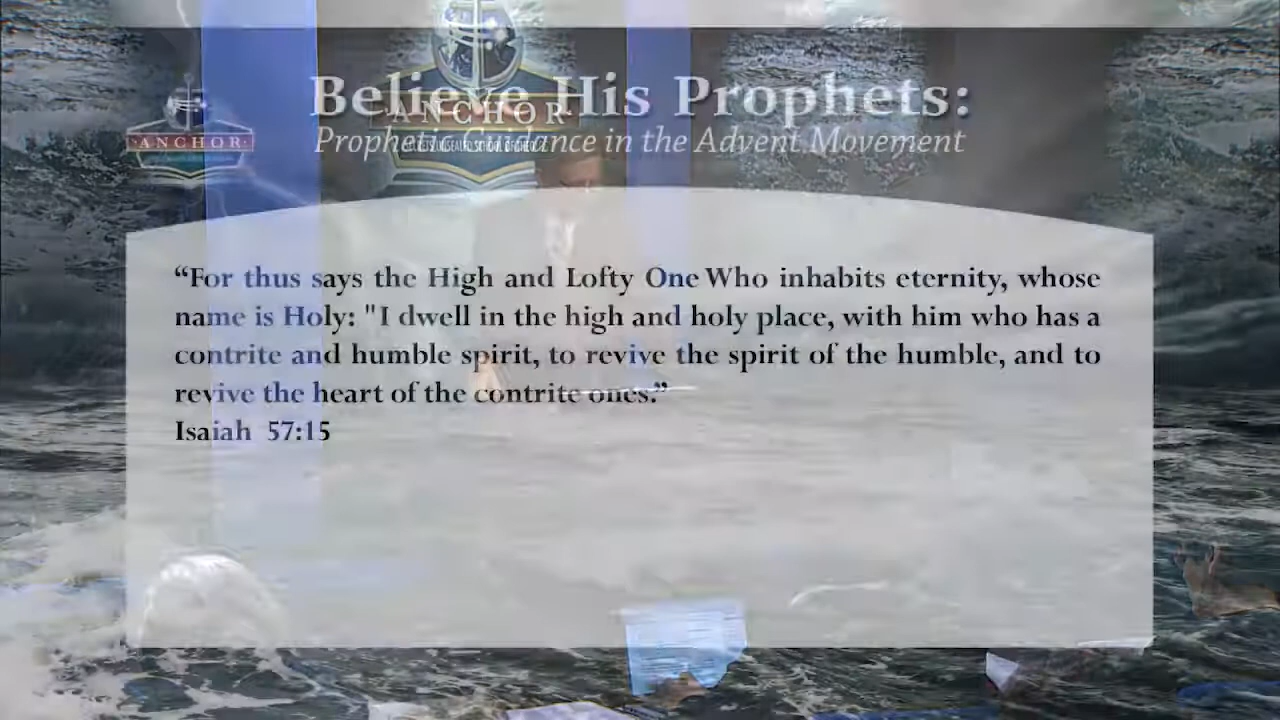 Believe His Prophets:
Prophetic Guidance in the Advent Movement
ANCHOR
ANCHOR
“For thus says the High and Lofty One Who inhabits eternity, whose
name is Holy: "I dwell in the high and holy place, with him who has a
contrite and humble spirit, to revive the spirit of the humble, and to
revive the heart of the contrite ones.”
Isaiah 57:15